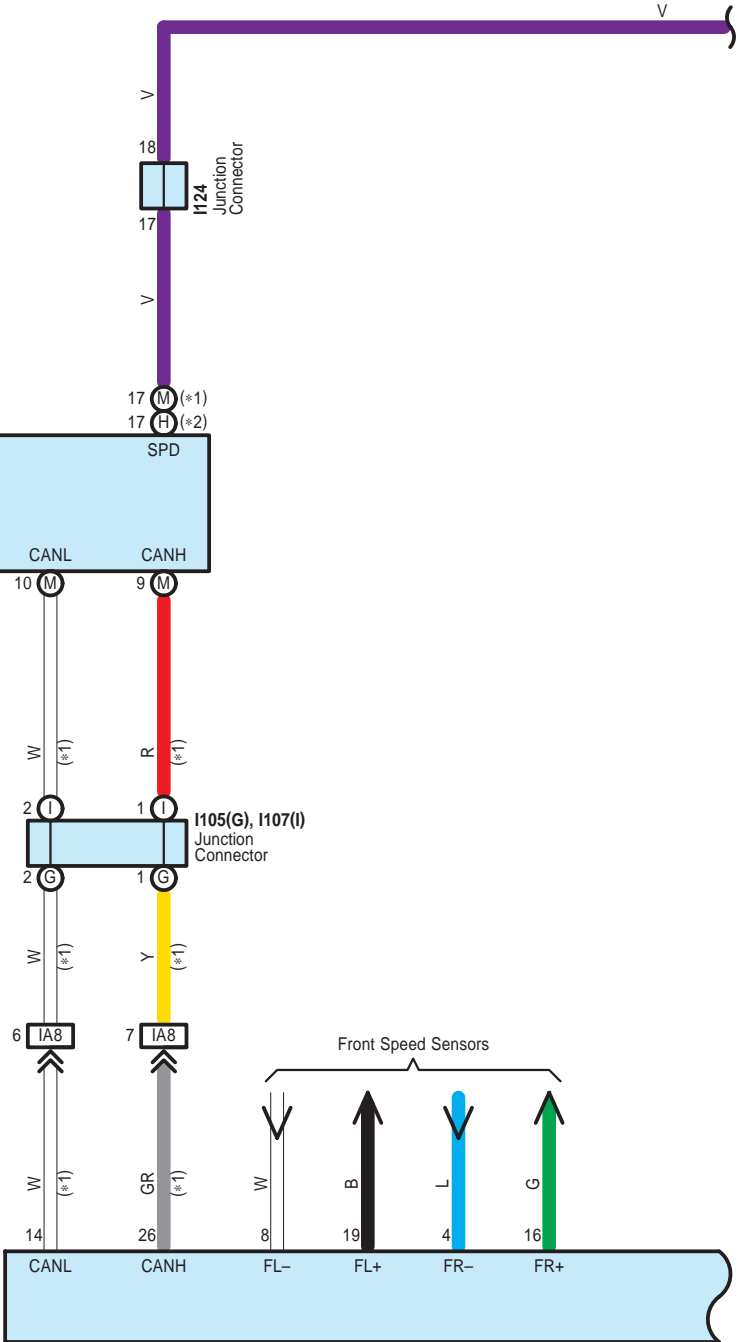 V
V
18
I124
Junction
Connector
17
V
17 M (*1)
17 H (*2)
SPD
CANL CANH
10 M 9 M
W (*1) R (*1)
2 I 1 I
I105(G), I107(I)
Junction
Connector
2 G 1 G
W (*1) Y (*1)
6 IA8 7 IA8
Front Speed Sensors
W (*1) GR (*1) W B L G
14 26 8 19 4 16
CANL CANH FL– FL+ FR– FR+